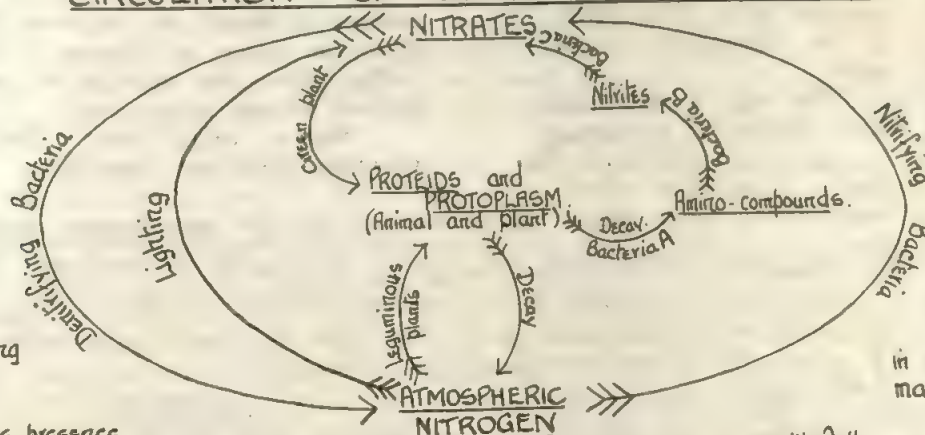 NITRATES
Bacteria C
Green plant
Nitrites
Bacteria B
Nitrifying Bacteria
Denitrifying Bacteria
Lighting
PROTEIDS and
PROTOPLASM
(Animal and plant)
Decay.
Bacteria A
Amino-compounds.
Leguminous
plants
Decay
ATMOSPHERIC
NITROGEN
in